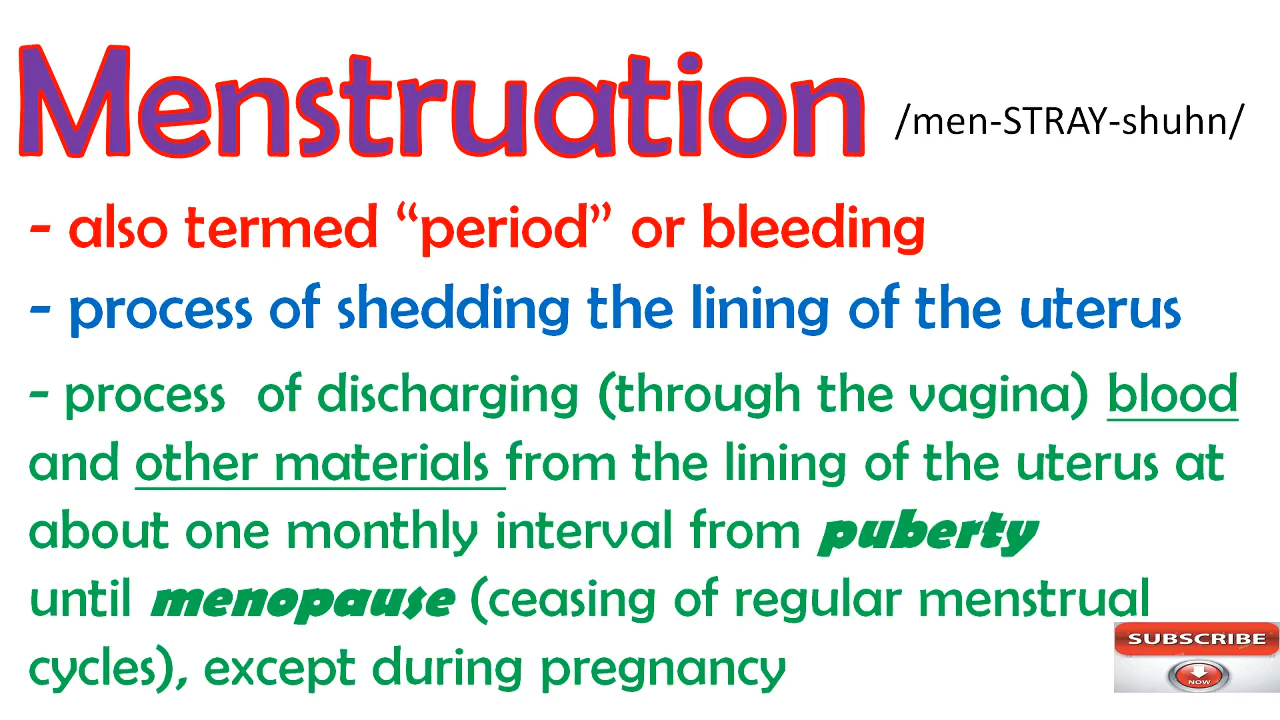 Menstruation /men-STRAY-shuhn/
- also termed “period” or bleeding
- process of shedding the lining of the uterus
- process of discharging (through the vagina) blood
and other materials from the lining of the uterus at
about one monthly interval from puberty
until menopause (ceasing of regular menstrual
cycles), except during pregnancy
SUBSCRIBE
NOW